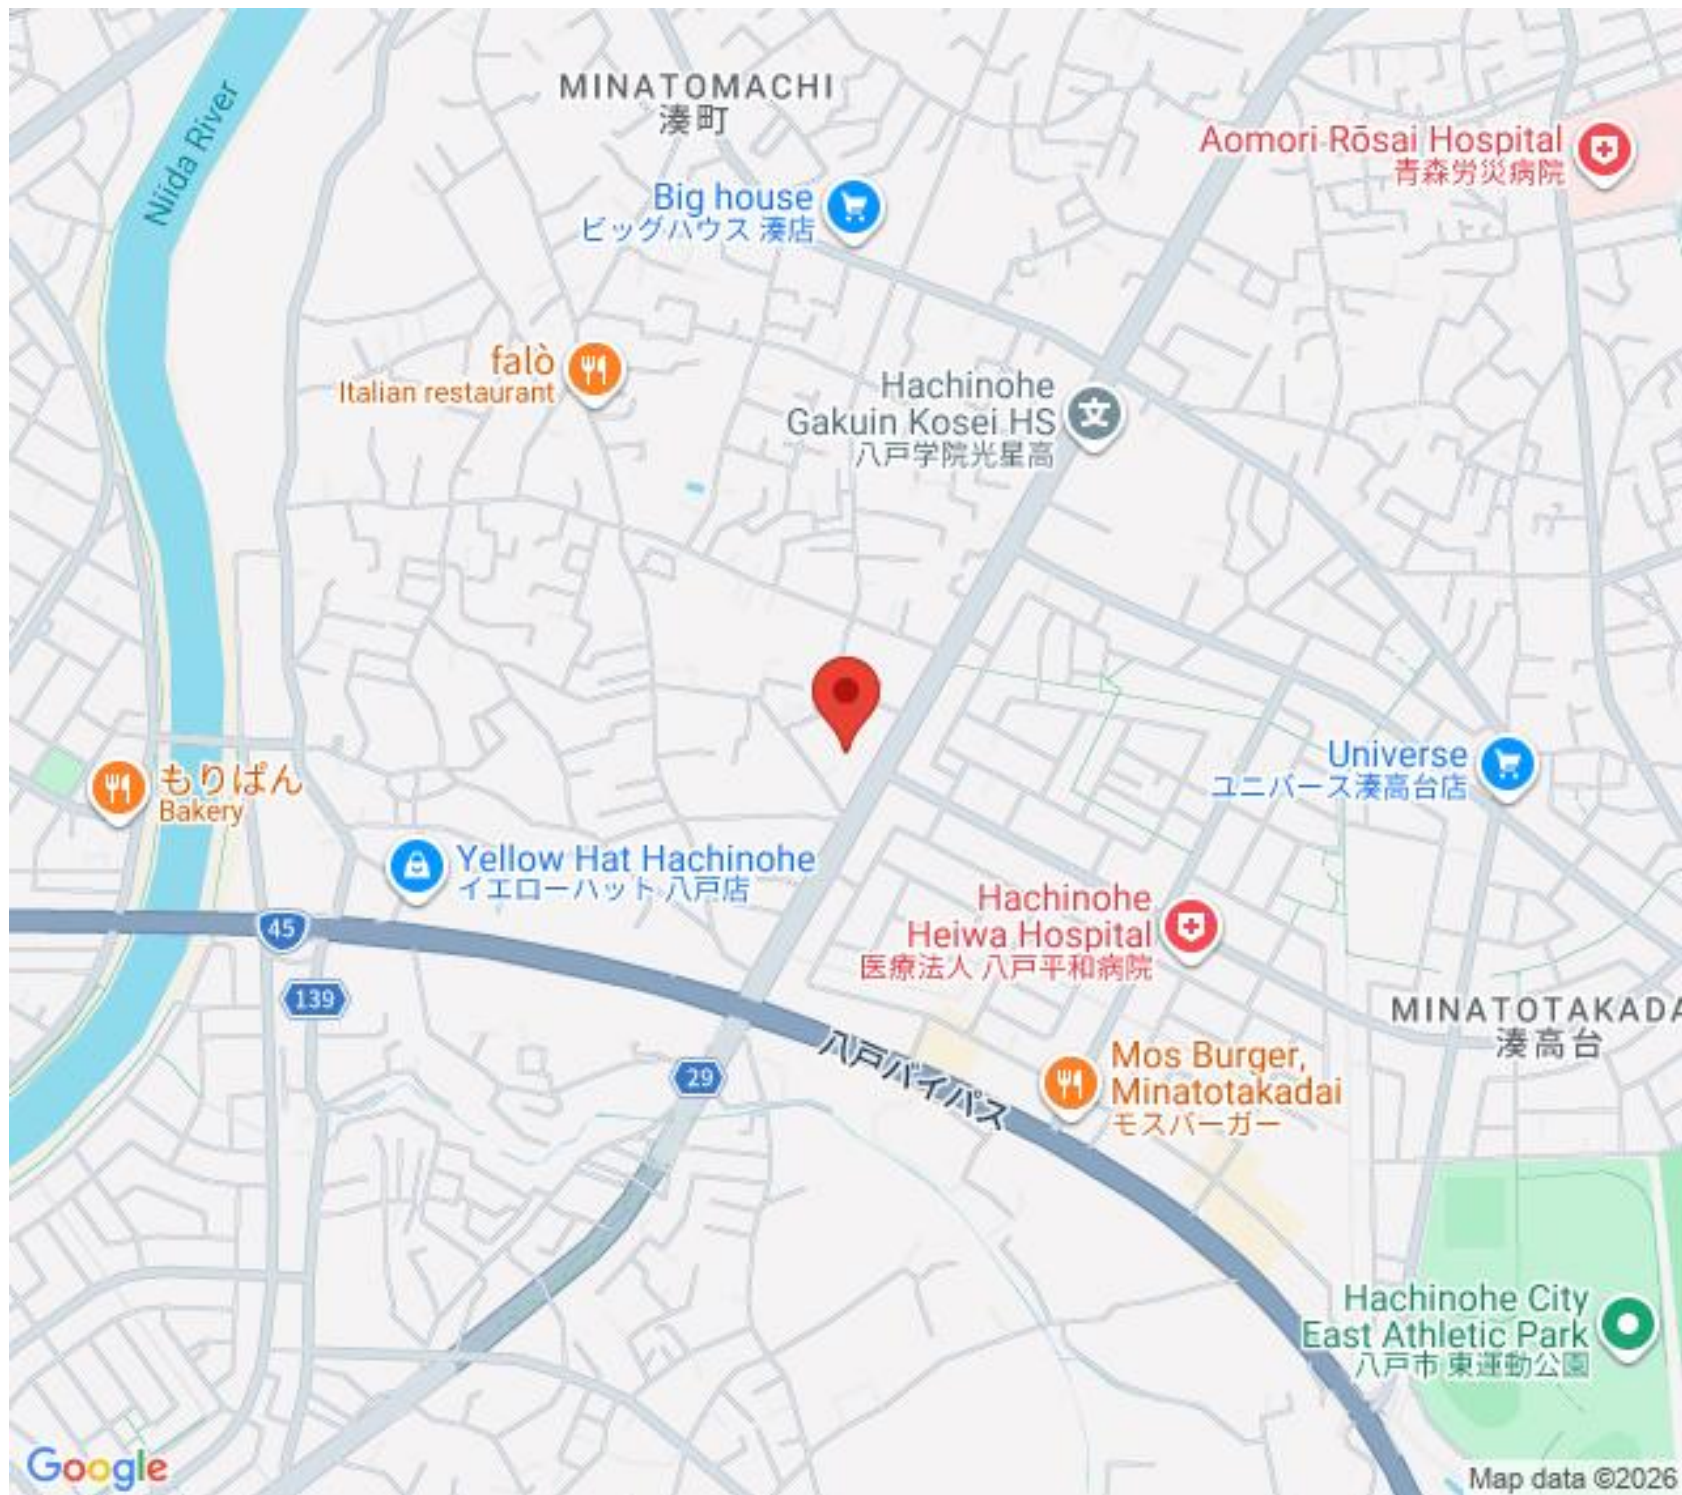 MINATOMACHI
湊町
Niida River
Aomori Rōsai Hospital
青森労災病院
Big house
ビッグハウス 湊店
falò
Italian restaurant
Hachinohe
Gakuin Kosei HS
八戸学院光星高
Universe
ユニバース湊高台店
もりぱん
Bakery
Yellow Hat Hachinohe
イエローハット 八戸店
45
Hachinohe
Heiwa Hospital
医療法人 八戸平和病院
139
MINATOTAKADA
湊高台
八戸バイパス
29
Mos Burger,
Minatotakadai
モスバーガー
Hachinohe City
East Athletic Park
八戸市 東運動公園
Google
Map data ©2026